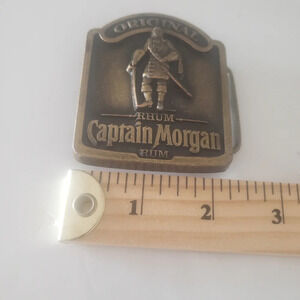 ORIGINAL
RHUM
Captain Morgan
RUM
1 2 3